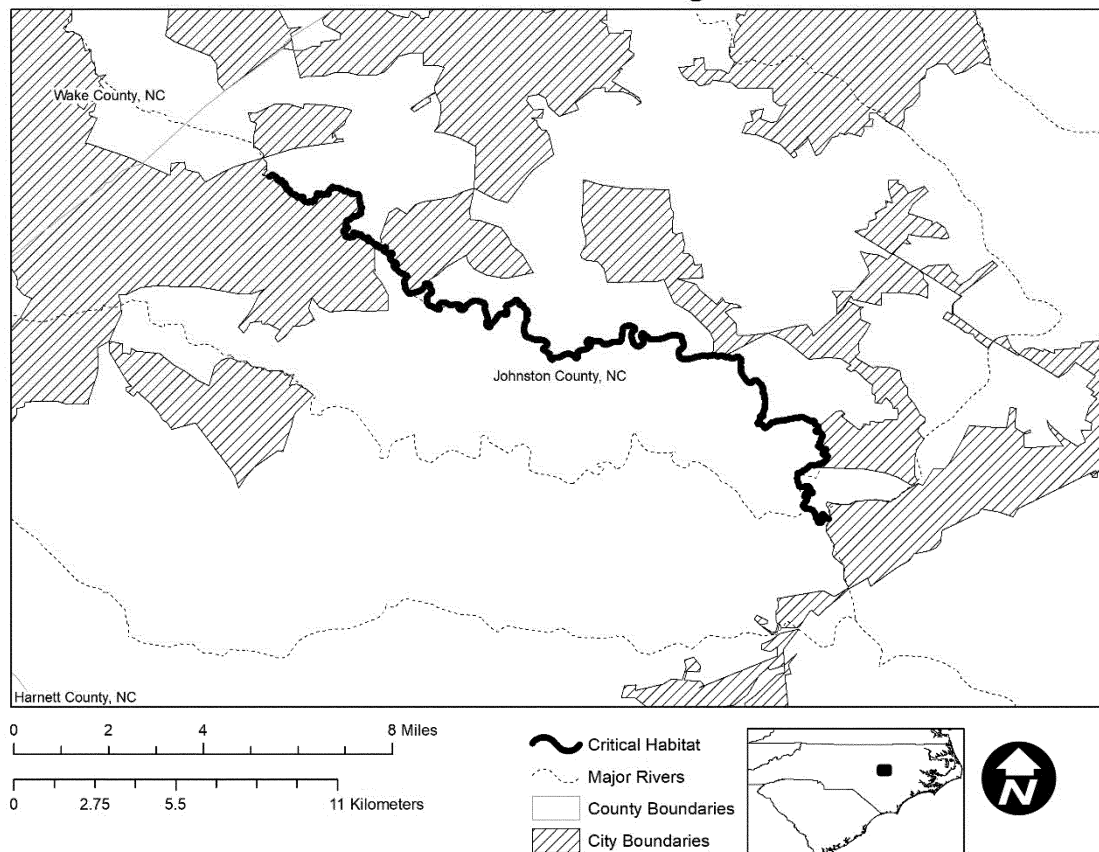 Wake County, NC
Johnston County, NC
Harnett County, NC
0 2 4 8 Miles
0 2.75 5.5 11 Kilometers
Critical Habitat
Major Rivers
County Boundaries
City Boundaries
N